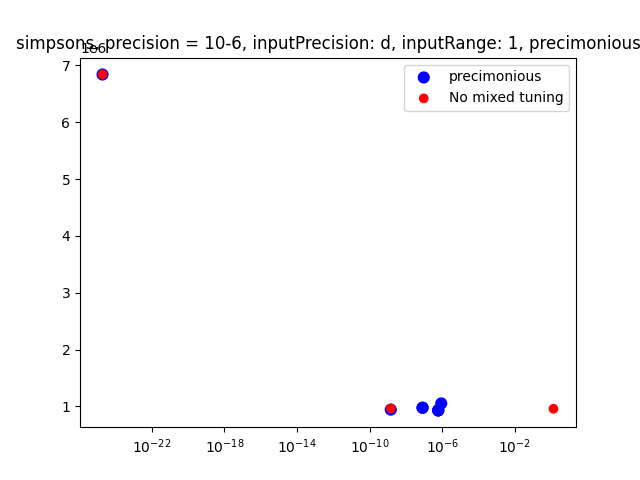 simpsons, precision = 10-6, inputPrecision: d, inputRange: 1, precimonious
1e6
precimonious
No mixed tuning
7
6
5
4
3
2
1
10⁻²² 10⁻¹⁸ 10⁻¹⁴ 10⁻¹⁰ 10⁻⁶ 10⁻²